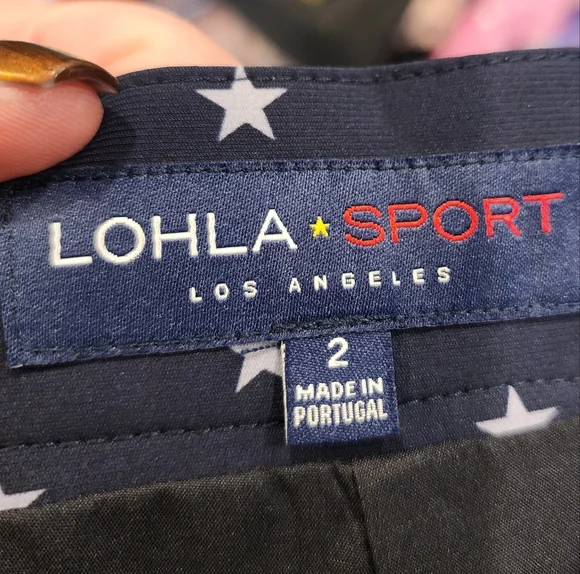 LOHLA★SPORT
LOS ANGELES
2
MADE IN
PORTUGAL